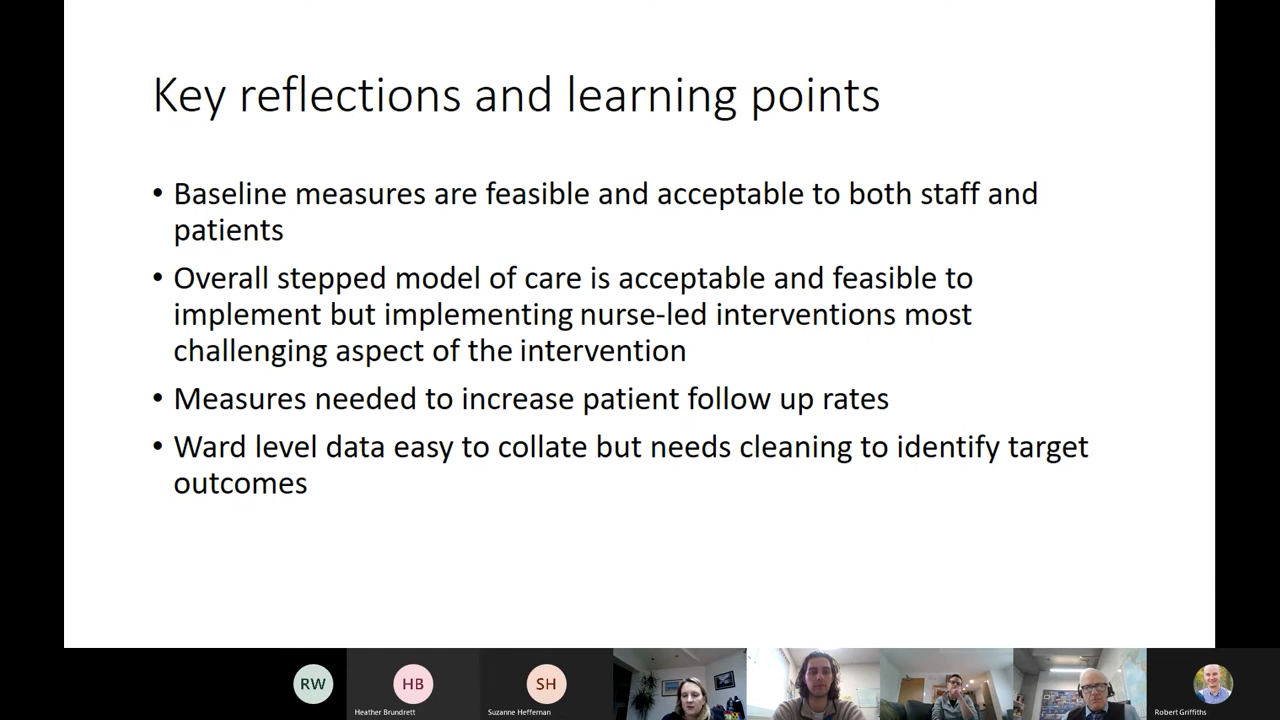 Key reflections and learning points
• Baseline measures are feasible and acceptable to both staff and
patients
• Overall stepped model of care is acceptable and feasible to
implement but implementing nurse-led interventions most
challenging aspect of the intervention
• Measures needed to increase patient follow up rates
• Ward level data easy to collate but needs cleaning to identify target
outcomes
RW
HB
SH
Heather Brundrett
Suzanne Heffernan
Robert Griffiths